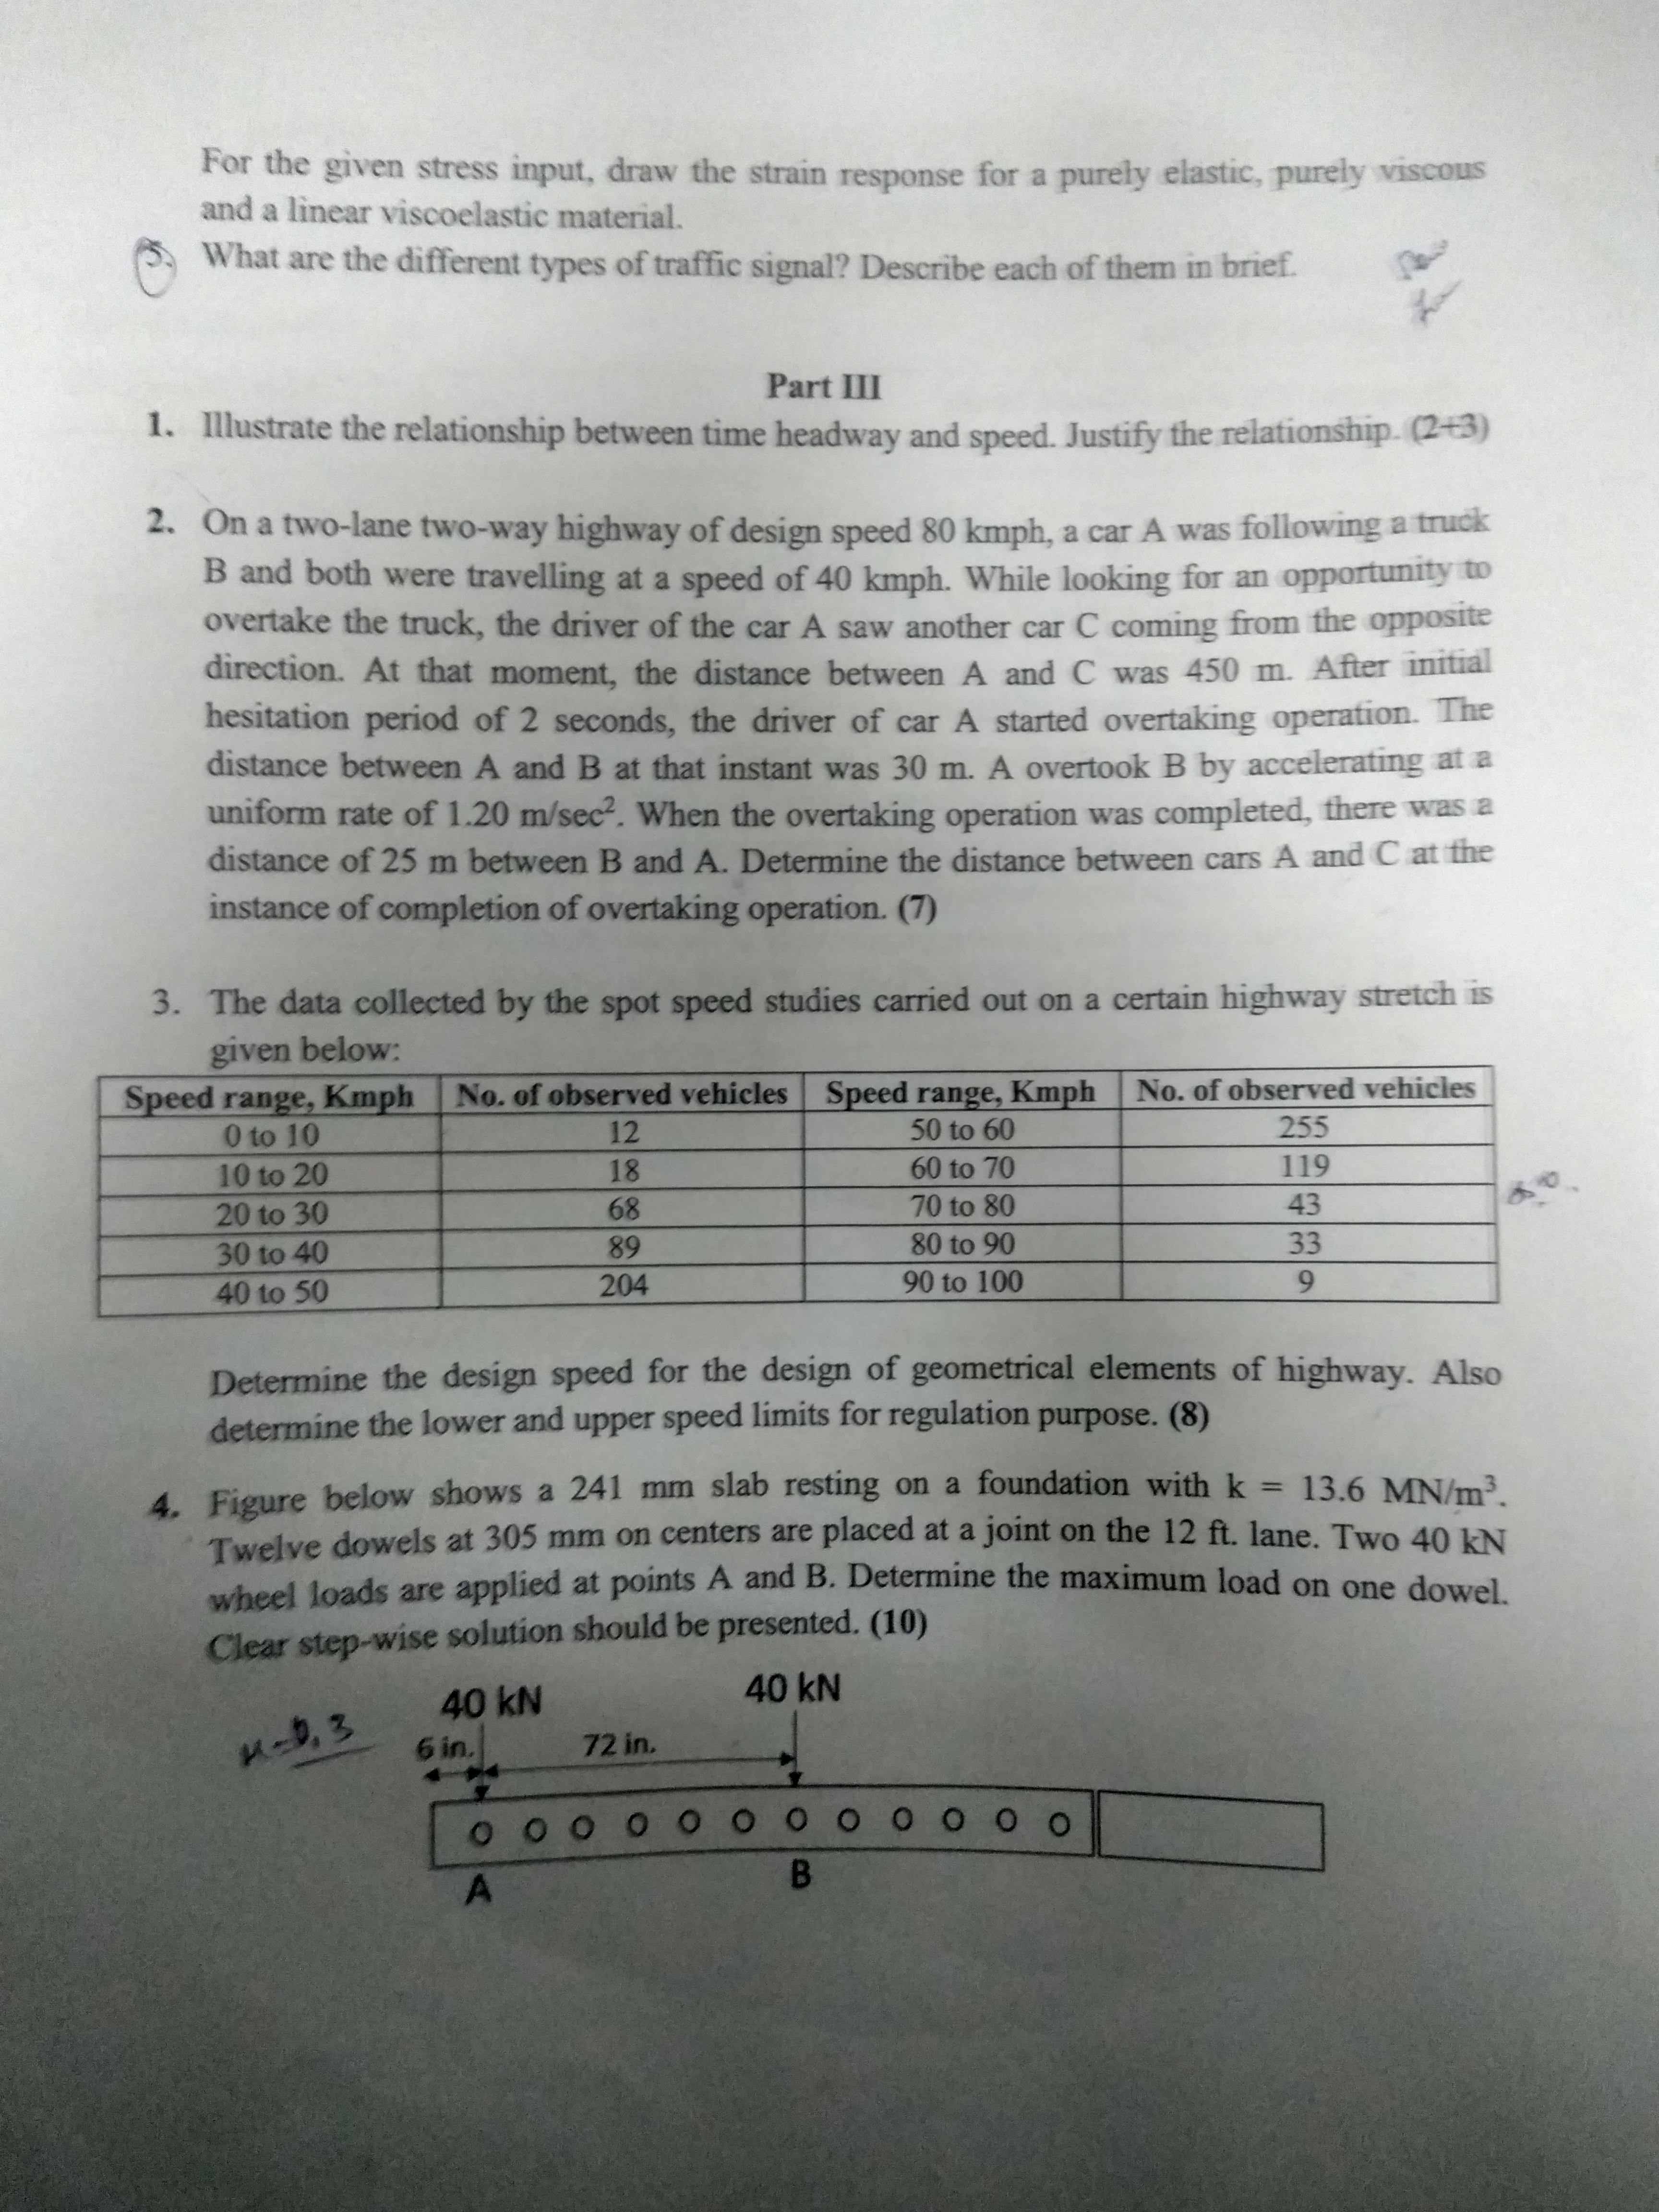 For the given stress input, draw the strain response for a purely elastic, purely viscous
and a linear viscoelastic material.
5. What are the different types of traffic signal? Describe each of them in brief.
Part III
1. Illustrate the relationship between time headway and speed. Justify the relationship. (2+3)
2. On a two-lane two-way highway of design speed 80 kmph, a car A was following a truck
B and both were travelling at a speed of 40 kmph. While looking for an opportunity to
overtake the truck, the driver of the car A saw another car C coming from the opposite
direction. At that moment, the distance between A and C was 450 m. After initial
hesitation period of 2 seconds, the driver of car A started overtaking operation. The
distance between A and B at that instant was 30 m. A overtook B by accelerating at a
uniform rate of 1.20 m/sec². When the overtaking operation was completed, there was a
distance of 25 m between B and A. Determine the distance between cars A and C at the
instance of completion of overtaking operation. (7)
3. The data collected by the spot speed studies carried out on a certain highway stretch is
given below:
Speed range, Kmph No. of observed vehicles Speed range, Kmph No. of observed vehicles
0 to 10 12 50 to 60 255
10 to 20 18 60 to 70 119
20 to 30 68 70 to 80 43
30 to 40 89 80 to 90 33
40 to 50 204 90 to 100 9
Determine the design speed for the design of geometrical elements of highway. Also
determine the lower and upper speed limits for regulation purpose. (8)
4. Figure below shows a 241 mm slab resting on a foundation with k = 13.6 MN/m³.
Twelve dowels at 305 mm on centers are placed at a joint on the 12 ft. lane. Two 40 kN
wheel loads are applied at points A and B. Determine the maximum load on one dowel.
Clear step-wise solution should be presented. (10)
40 kN 40 kN
6 in. 72 in.
A B